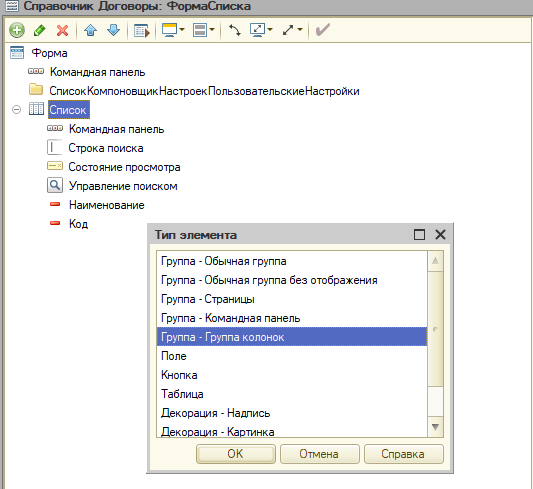 Справочник Договоры: ФормаСписка
Форма
Командная панель
СписокКомпоновщикНастроекПользовательскиеНастройки
Список
Командная панель
Строка поиска
Состояние просмотра
Управление поиском
Наименование
Код
Тип элемента
Группа - Обычная группа
Группа - Обычная группа без отображения
Группа - Страницы
Группа - Командная панель
Группа - Группа колонок
Поле
Кнопка
Таблица
Декорация - Надпись
Декорация - Картинка
ОК
Отмена
Справка